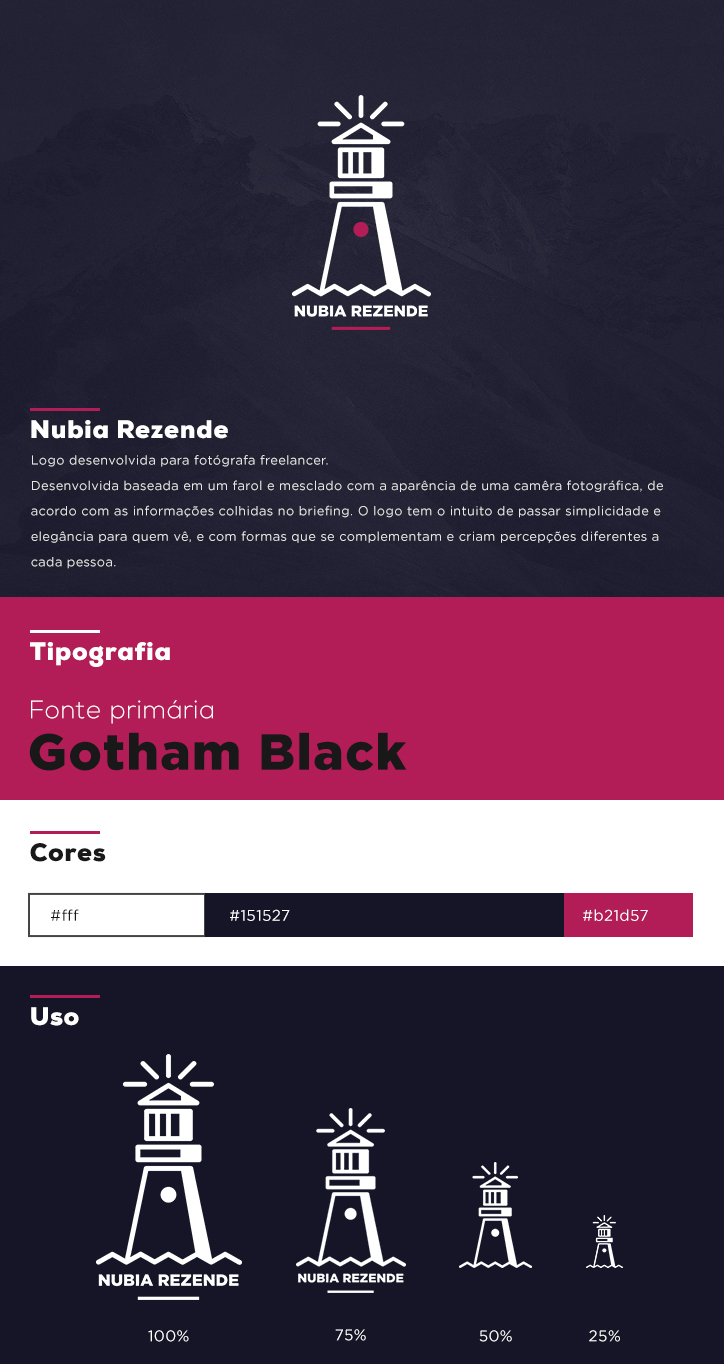 NUBIA REZENDE
Nubia Rezende
Logo desenvolvida para fotógrafa freelancer.
Desenvolvida baseada em um farol e mesclado com a aparência de uma camêra fotográfica, de
acordo com as informações colhidas no briefing. O logo tem o intuito de passar simplicidade e
elegância para quem vê, e com formas que se complementam e criam percepções diferentes a
cada pessoa.
Tipografia
Fonte primária
Gotham Black
Cores
#fff #151527 #b21d57
Uso
NUBIA REZENDE NUBIA REZENDE
100% 75% 50% 25%